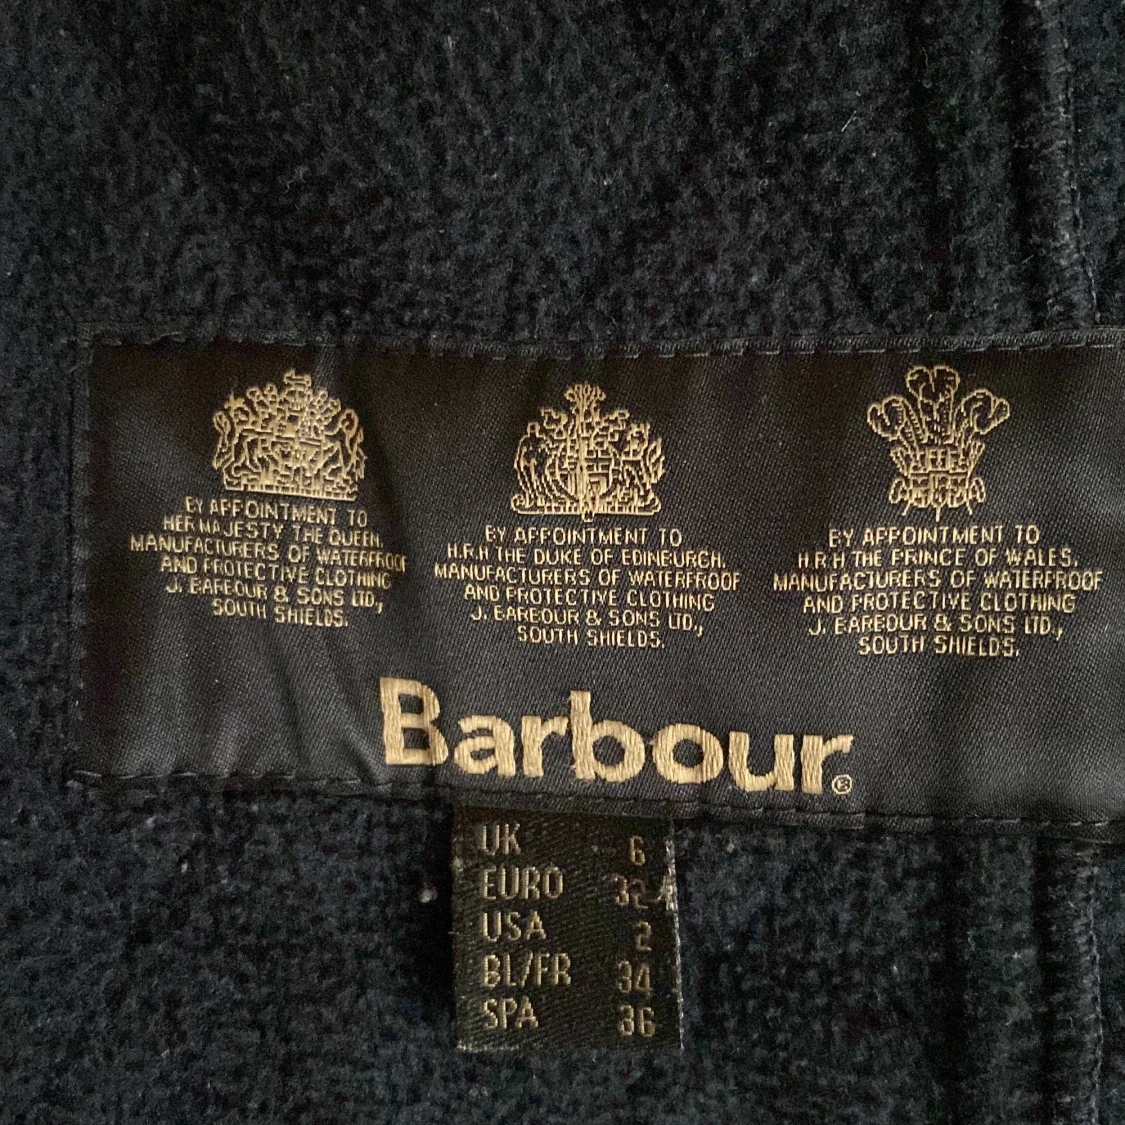 BY APPOINTMENT TO
HER MAJESTY THE QUEEN.
MANUFACTURERS OF WATERPROOF
AND PROTECTIVE CLOTHING
J. BARBOUR & SONS LTD.,
SOUTH SHIELDS.
BY APPOINTMENT TO
H.R.H THE DUKE OF EDINBURGH.
MANUFACTURERS OF WATERPROOF
AND PROTECTIVE CLOTHING
J. BARBOUR & SONS LTD.,
SOUTH SHIELDS.
BY APPOINTMENT TO
H.R.H THE PRINCE OF WALES.
MANUFACTURERS OF WATERPROOF
AND PROTECTIVE CLOTHING
J. BARBOUR & SONS LTD.,
SOUTH SHIELDS.
Barbour®
UK 6
EURO 32
USA 2
BL/FR 34
SPA 36